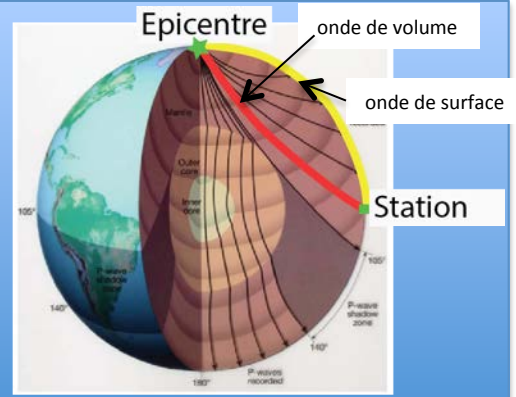 Epicentre
onde de volume
onde de surface
Mantle
Outer
core
Inner
core
Station
105°
105°
P-wave
shadow
zone
P-wave
shadow
zone
140°
140°
180°
P-waves
recorded